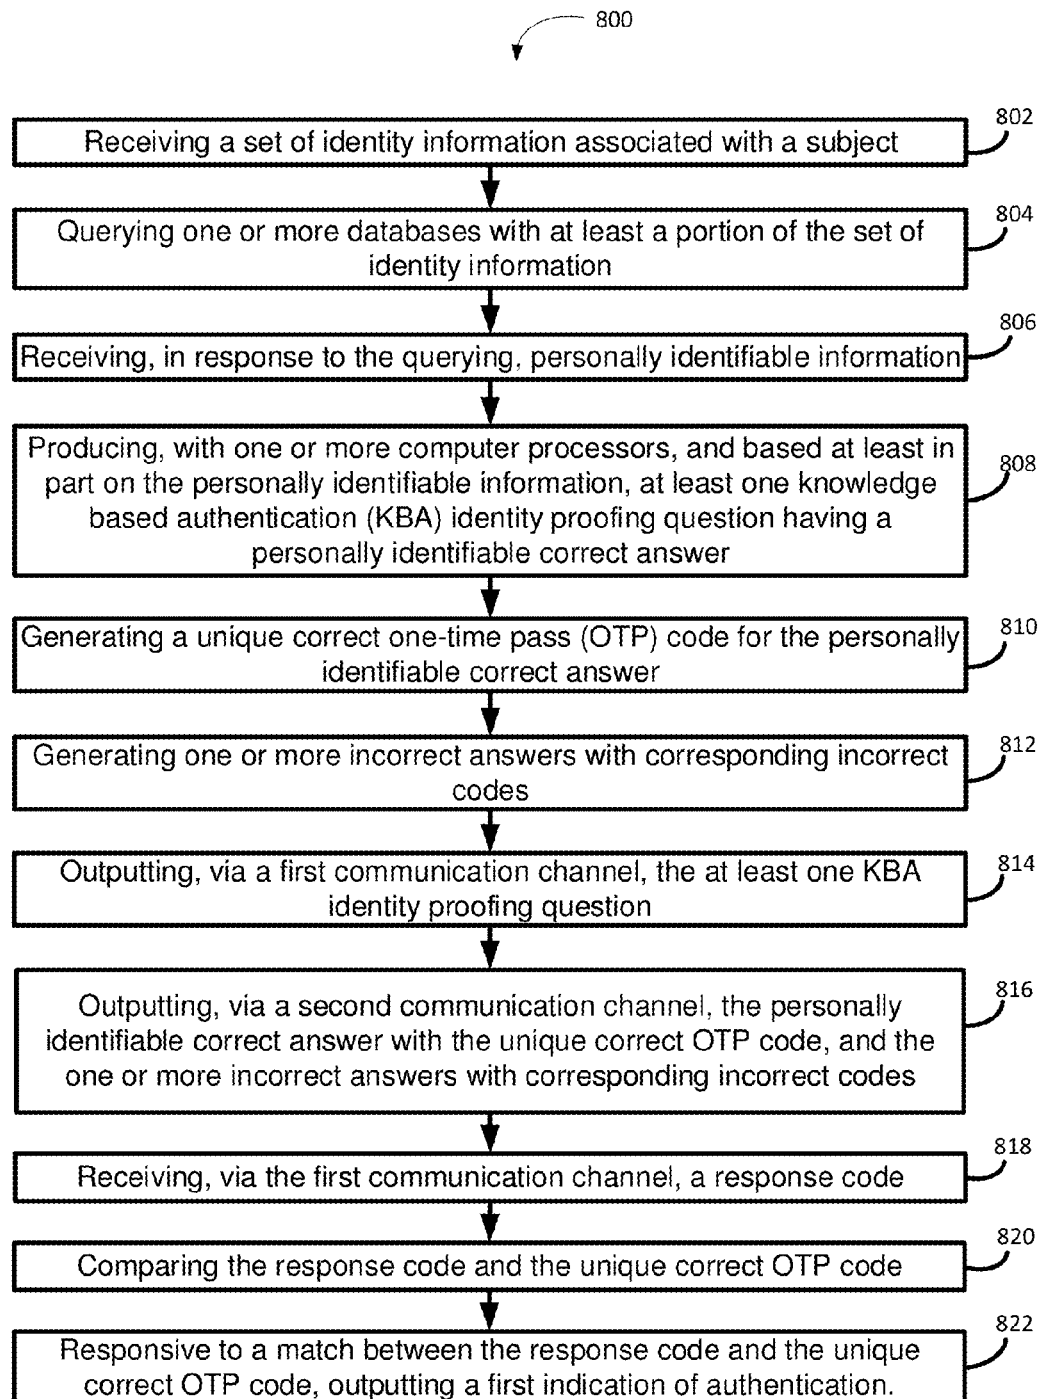 800
802
Receiving a set of identity information associated with a subject
804
Querying one or more databases with at least a portion of the set of
identity information
806
Receiving, in response to the querying, personally identifiable information
808
Producing, with one or more computer processors, and based at least in
part on the personally identifiable information, at least one knowledge
based authentication (KBA) identity proofing question having a
personally identifiable correct answer
810
Generating a unique correct one-time pass (OTP) code for the personally
identifiable correct answer
812
Generating one or more incorrect answers with corresponding incorrect
codes
814
Outputting, via a first communication channel, the at least one KBA
identity proofing question
816
Outputting, via a second communication channel, the personally
identifiable correct answer with the unique correct OTP code, and the
one or more incorrect answers with corresponding incorrect codes
818
Receiving, via the first communication channel, a response code
820
Comparing the response code and the unique correct OTP code
822
Responsive to a match between the response code and the unique
correct OTP code, outputting a first indication of authentication.